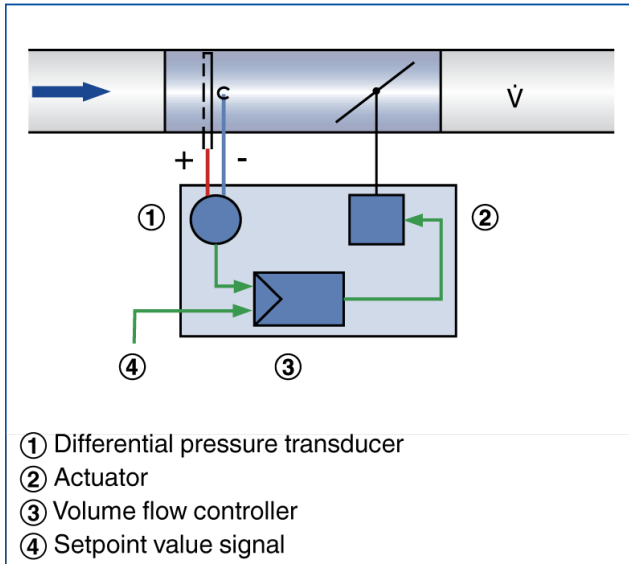 V̇
+ -
①
②
④
③
① Differential pressure transducer
② Actuator
③ Volume flow controller
④ Setpoint value signal